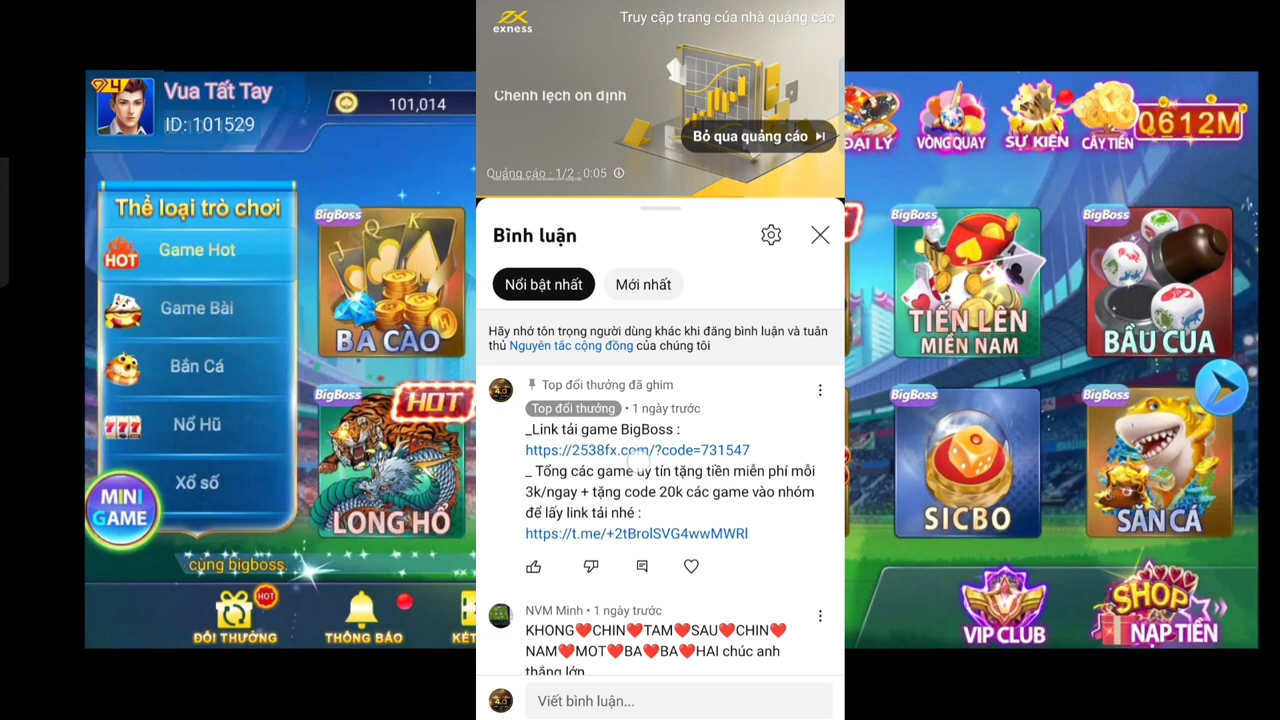 Vua Tất Tay
ID: 101529
101,014
Thể loại trò chơi
HOT
Game Hot
Game Bài
Bắn Cá
777
Nổ Hũ
Xổ số
MINI
GAME
BigBoss
BA CÀO
BigBoss
HOT
LONG HỔ
cùng bigboss.
HOT
ĐỔI THƯỞNG
THÔNG BÁO
KÉT
exness
Truy cập trang của nhà quảng cáo
Chênh lệch ổn định
Bỏ qua quảng cáo
Quảng cáo · 1/2 · 0:05
Bình luận
Nổi bật nhất
Mới nhất
Hãy nhớ tôn trọng người dùng khác khi đăng bình luận và tuân
thủ Nguyên tắc cộng đồng của chúng tôi
Top đổi thưởng đã ghim
Top đổi thưởng • 1 ngày trước
_Link tải game BigBoss :
https://2538fx.com/?code=731547
_ Tổng các game uy tín tặng tiền miễn phí mỗi
3k/ngay + tặng code 20k các game vào nhóm
để lấy link tải nhé :
https://t.me/+2tBrolSVG4wwMWRl
NVM Minh • 1 ngày trước
KHONG❤️CHIN❤️TAM❤️SAU❤️CHIN❤️
NAM❤️MOT❤️BA❤️BA❤️HAI chúc anh
thắng lớn
Viết bình luận...
ĐẠI LÝ
VÒNG QUAY
SỰ KIỆN
CÂY TIỀN
0612M
BigBoss
TIẾN LÊN
MIỀN NAM
BigBoss
BẦU CUA
BigBoss
SICBO
BigBoss
SĂN CÁ
VIP CLUB
SHOP
NẠP TIỀN